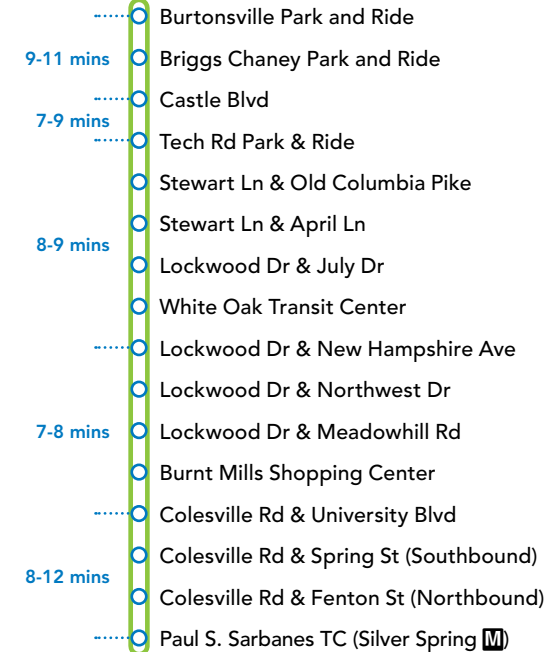 Burtonsville Park and Ride
9-11 mins Briggs Chaney Park and Ride
Castle Blvd
7-9 mins
Tech Rd Park & Ride
Stewart Ln & Old Columbia Pike
Stewart Ln & April Ln
8-9 mins
Lockwood Dr & July Dr
White Oak Transit Center
Lockwood Dr & New Hampshire Ave
Lockwood Dr & Northwest Dr
7-8 mins Lockwood Dr & Meadowhill Rd
Burnt Mills Shopping Center
Colesville Rd & University Blvd
Colesville Rd & Spring St (Southbound)
8-12 mins
Colesville Rd & Fenton St (Northbound)
Paul S. Sarbanes TC (Silver Spring M)